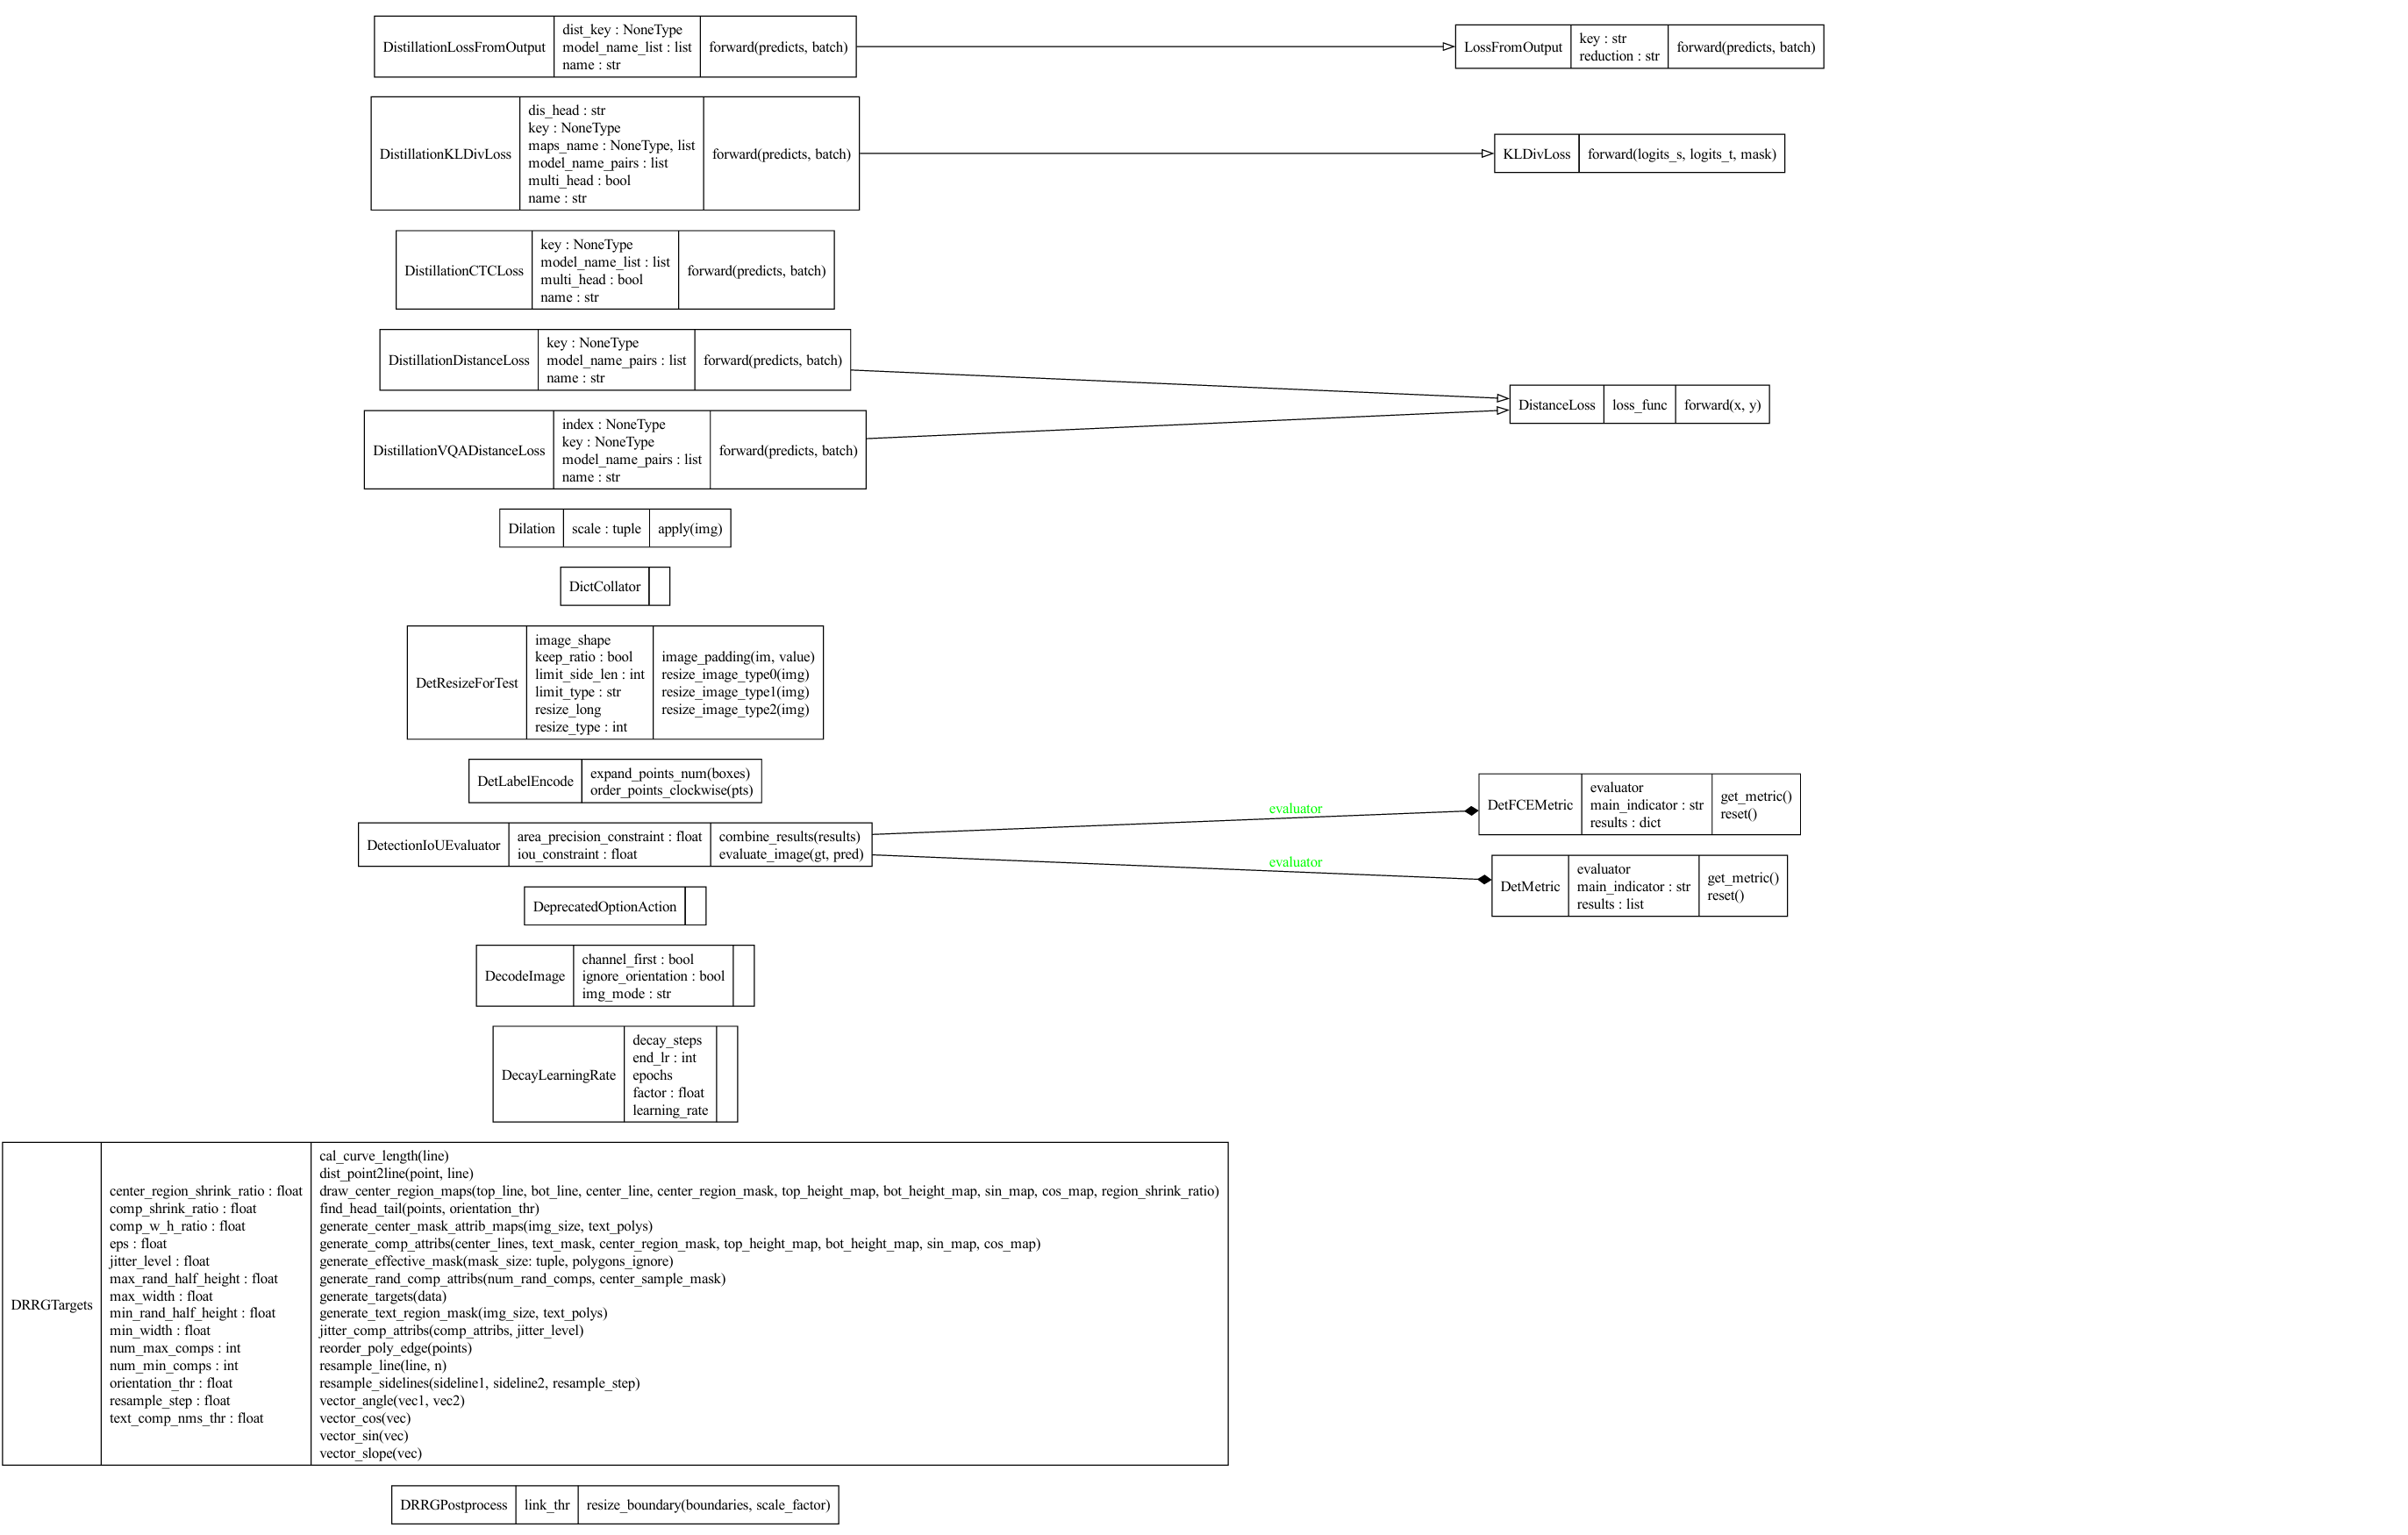 DistillationLossFromOutput
dist_key : NoneType
model_name_list : list
name : str
forward(predicts, batch)
LossFromOutput
key : str
reduction : str
forward(predicts, batch)
DistillationKLDivLoss
dis_head : str
key : NoneType
maps_name : NoneType, list
model_name_pairs : list
multi_head : bool
name : str
forward(predicts, batch)
KLDivLoss
forward(logits_s, logits_t, mask)
DistillationCTCLoss
key : NoneType
model_name_list : list
multi_head : bool
name : str
forward(predicts, batch)
DistillationDistanceLoss
key : NoneType
model_name_pairs : list
name : str
forward(predicts, batch)
DistanceLoss
loss_func
forward(x, y)
DistillationVQADistanceLoss
index : NoneType
key : NoneType
model_name_pairs : list
name : str
forward(predicts, batch)
Dilation
scale : tuple
apply(img)
DictCollator
DetResizeForTest
image_shape
keep_ratio : bool
limit_side_len : int
limit_type : str
resize_long
resize_type : int
image_padding(im, value)
resize_image_type0(img)
resize_image_type1(img)
resize_image_type2(img)
DetLabelEncode
expand_points_num(boxes)
order_points_clockwise(pts)
DetectionIoUEvaluator
area_precision_constraint : float
iou_constraint : float
combine_results(results)
evaluate_image(gt, pred)
evaluator
evaluator
DetFCEMetric
evaluator
main_indicator : str
results : dict
get_metric()
reset()
DetMetric
evaluator
main_indicator : str
results : list
get_metric()
reset()
DeprecatedOptionAction
DecodeImage
channel_first : bool
ignore_orientation : bool
img_mode : str
DecayLearningRate
decay_steps
end_lr : int
epochs
factor : float
learning_rate
DRRGTargets
center_region_shrink_ratio : float
comp_shrink_ratio : float
comp_w_h_ratio : float
eps : float
jitter_level : float
max_rand_half_height : float
max_width : float
min_rand_half_height : float
min_width : float
num_max_comps : int
num_min_comps : int
orientation_thr : float
resample_step : float
text_comp_nms_thr : float
cal_curve_length(line)
dist_point2line(point, line)
draw_center_region_maps(top_line, bot_line, center_line, center_region_mask, top_height_map, bot_height_map, sin_map, cos_map, region_shrink_ratio)
find_head_tail(points, orientation_thr)
generate_center_mask_attrib_maps(img_size, text_polys)
generate_comp_attribs(center_lines, text_mask, center_region_mask, top_height_map, bot_height_map, sin_map, cos_map)
generate_effective_mask(mask_size: tuple, polygons_ignore)
generate_rand_comp_attribs(num_rand_comps, center_sample_mask)
generate_targets(data)
generate_text_region_mask(img_size, text_polys)
jitter_comp_attribs(comp_attribs, jitter_level)
reorder_poly_edge(points)
resample_line(line, n)
resample_sidelines(sideline1, sideline2, resample_step)
vector_angle(vec1, vec2)
vector_cos(vec)
vector_sin(vec)
vector_slope(vec)
DRRGPostprocess
link_thr
resize_boundary(boundaries, scale_factor)